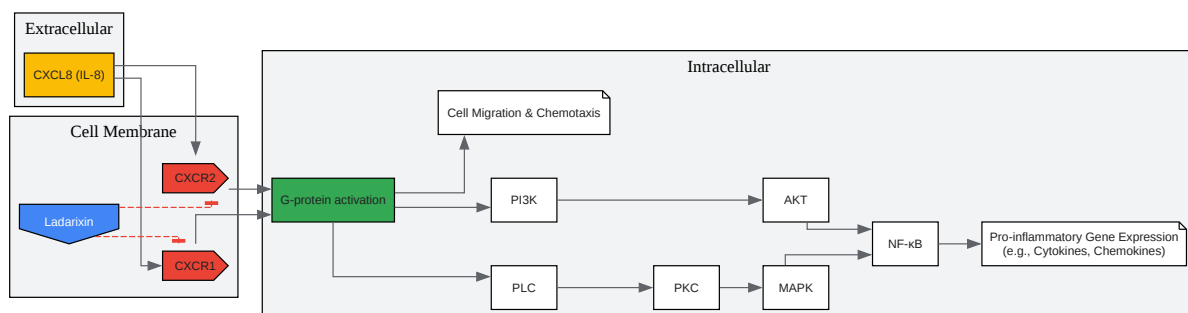 Extracellular
CXCL8 (IL-8)
Cell Membrane
CXCR2
Ladarixin
CXCR1
Intracellular
Cell Migration & Chemotaxis
G-protein activation
PI3K
AKT
NF-κB
Pro-inflammatory Gene Expression
(e.g., Cytokines, Chemokines)
PLC
PKC
MAPK